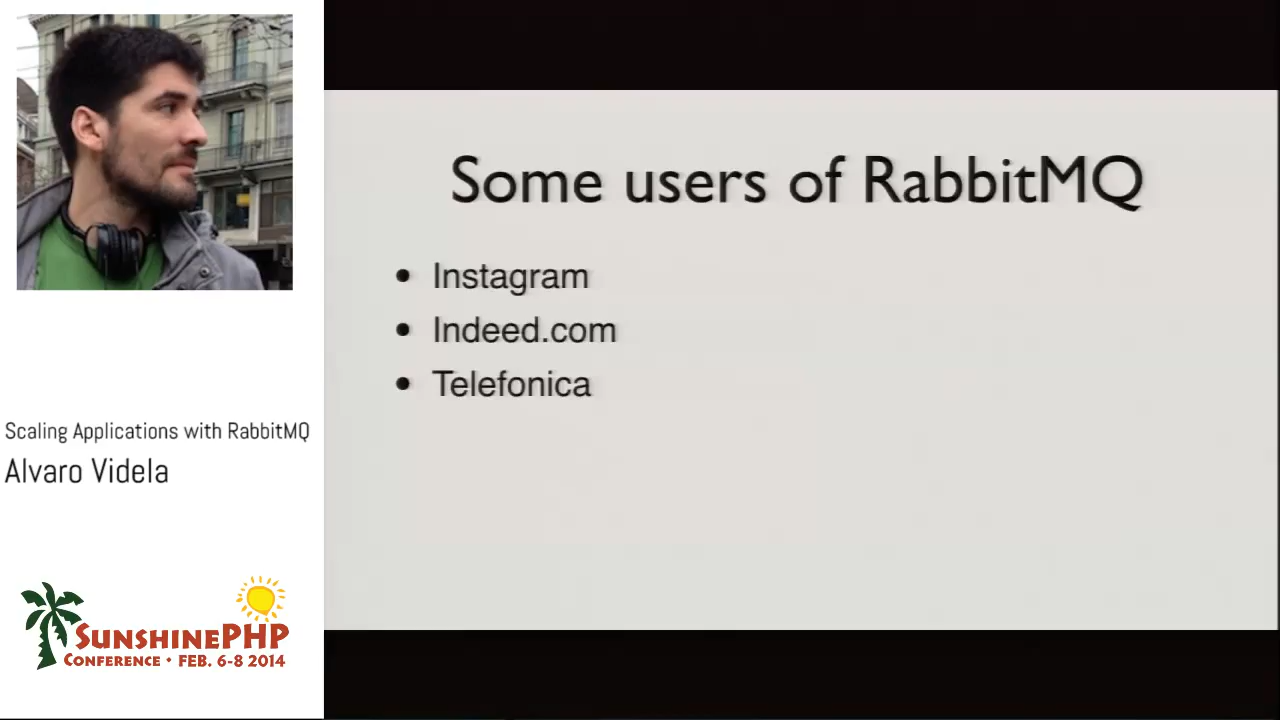 Some users of RabbitMQ
• Instagram
• Indeed.com
• Telefonica
Scaling Applications with RabbitMQ
Alvaro Videla
SUNSHINEPHP
CONFERENCE • FEB. 6-8 2014